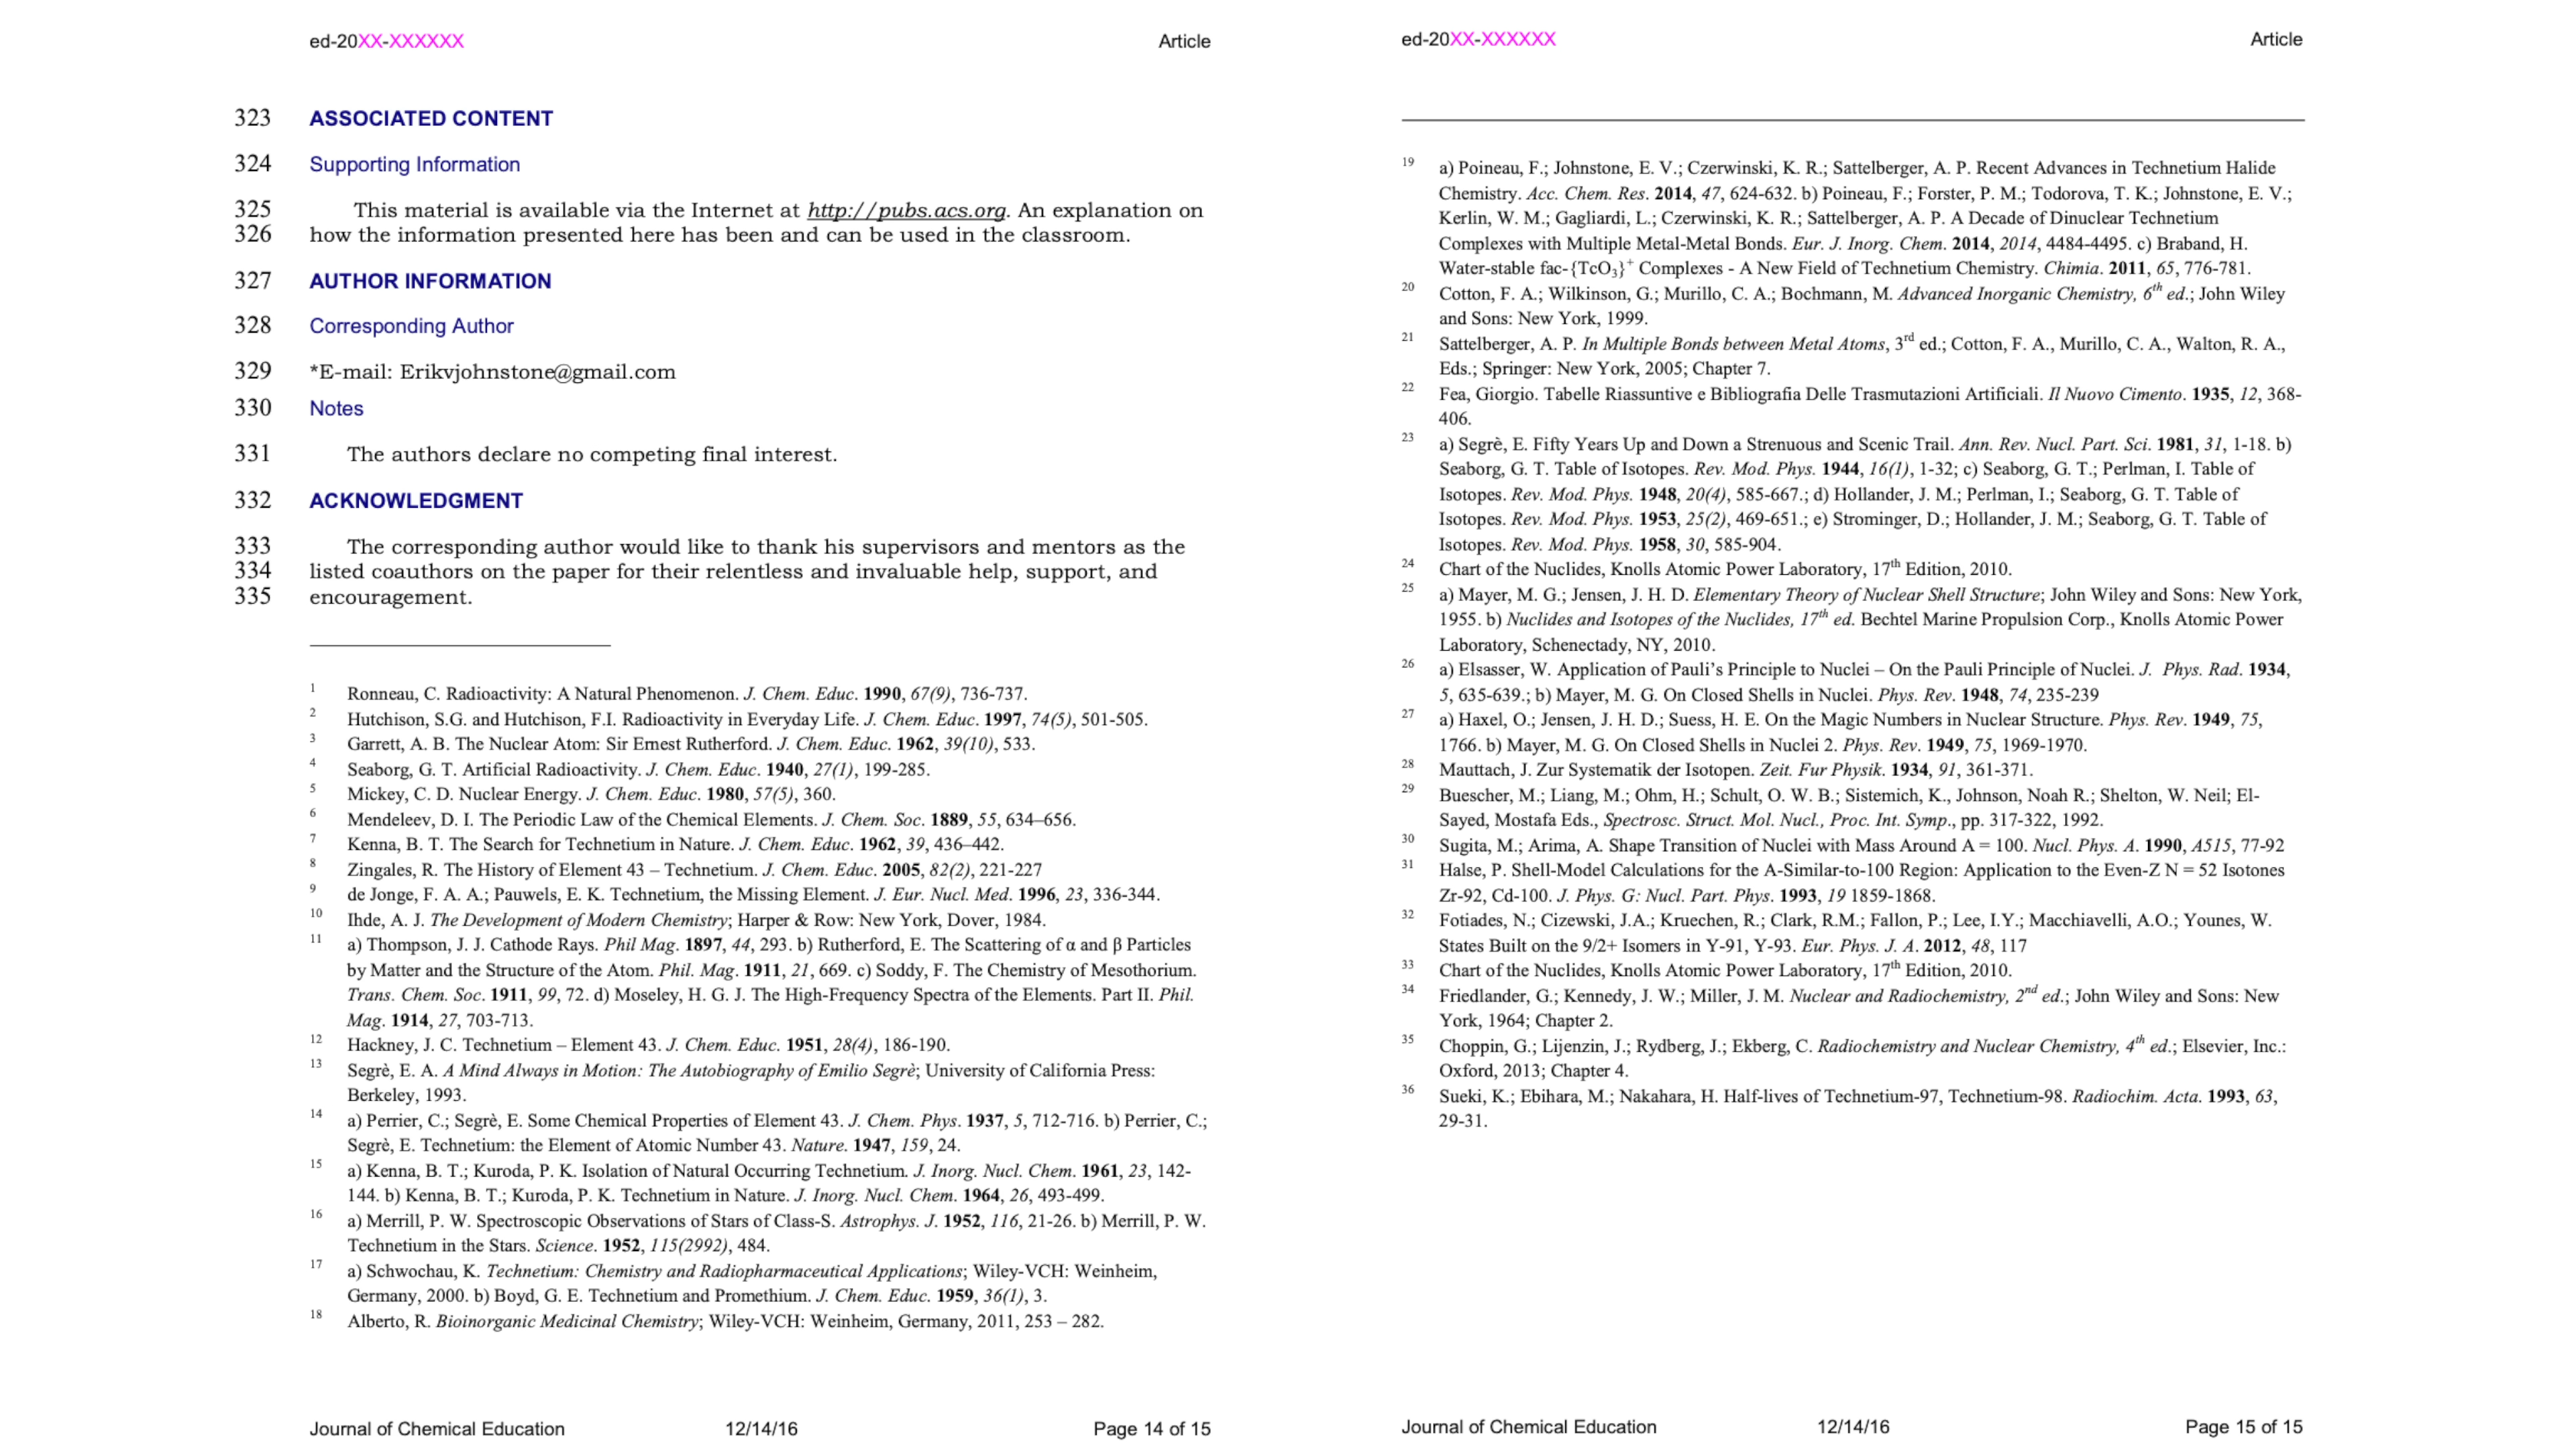 ed-20XX-XXXXXX Article
323 ASSOCIATED CONTENT
324 Supporting Information
325 This material is available via the Internet at http://pubs.acs.org. An explanation on
326 how the information presented here has been and can be used in the classroom.
327 AUTHOR INFORMATION
328 Corresponding Author
329 *E-mail: Erikvjohnstone@gmail.com
330 Notes
331 The authors declare no competing final interest.
332 ACKNOWLEDGMENT
333 The corresponding author would like to thank his supervisors and mentors as the
334 listed coauthors on the paper for their relentless and invaluable help, support, and
335 encouragement.
1 Ronneau, C. Radioactivity: A Natural Phenomenon. J. Chem. Educ. 1990, 67(9), 736-737.
2 Hutchison, S.G. and Hutchison, F.I. Radioactivity in Everyday Life. J. Chem. Educ. 1997, 74(5), 501-505.
3 Garrett, A. B. The Nuclear Atom: Sir Ernest Rutherford. J. Chem. Educ. 1962, 39(10), 533.
4 Seaborg, G. T. Artificial Radioactivity. J. Chem. Educ. 1940, 27(1), 199-285.
5 Mickey, C. D. Nuclear Energy. J. Chem. Educ. 1980, 57(5), 360.
6 Mendeleev, D. I. The Periodic Law of the Chemical Elements. J. Chem. Soc. 1889, 55, 634–656.
7 Kenna, B. T. The Search for Technetium in Nature. J. Chem. Educ. 1962, 39, 436–442.
8 Zingales, R. The History of Element 43 – Technetium. J. Chem. Educ. 2005, 82(2), 221-227
9 de Jonge, F. A. A.; Pauwels, E. K. Technetium, the Missing Element. J. Eur. Nucl. Med. 1996, 23, 336-344.
10 Ihde, A. J. The Development of Modern Chemistry; Harper & Row: New York, Dover, 1984.
11 a) Thompson, J. J. Cathode Rays. Phil Mag. 1897, 44, 293. b) Rutherford, E. The Scattering of α and β Particles
by Matter and the Structure of the Atom. Phil. Mag. 1911, 21, 669. c) Soddy, F. The Chemistry of Mesothorium.
Trans. Chem. Soc. 1911, 99, 72. d) Moseley, H. G. J. The High-Frequency Spectra of the Elements. Part II. Phil.
Mag. 1914, 27, 703-713.
12 Hackney, J. C. Technetium – Element 43. J. Chem. Educ. 1951, 28(4), 186-190.
13 Segrè, E. A. A Mind Always in Motion: The Autobiography of Emilio Segrè; University of California Press:
Berkeley, 1993.
14 a) Perrier, C.; Segrè, E. Some Chemical Properties of Element 43. J. Chem. Phys. 1937, 5, 712-716. b) Perrier, C.;
Segrè, E. Technetium: the Element of Atomic Number 43. Nature. 1947, 159, 24.
15 a) Kenna, B. T.; Kuroda, P. K. Isolation of Natural Occurring Technetium. J. Inorg. Nucl. Chem. 1961, 23, 142-
144. b) Kenna, B. T.; Kuroda, P. K. Technetium in Nature. J. Inorg. Nucl. Chem. 1964, 26, 493-499.
16 a) Merrill, P. W. Spectroscopic Observations of Stars of Class-S. Astrophys. J. 1952, 116, 21-26. b) Merrill, P. W.
Technetium in the Stars. Science. 1952, 115(2992), 484.
17 a) Schwochau, K. Technetium: Chemistry and Radiopharmaceutical Applications; Wiley-VCH: Weinheim,
Germany, 2000. b) Boyd, G. E. Technetium and Promethium. J. Chem. Educ. 1959, 36(1), 3.
18 Alberto, R. Bioinorganic Medicinal Chemistry; Wiley-VCH: Weinheim, Germany, 2011, 253 – 282.
Journal of Chemical Education 12/14/16 Page 14 of 15
ed-20XX-XXXXXX Article
19 a) Poineau, F.; Johnstone, E. V.; Czerwinski, K. R.; Sattelberger, A. P. Recent Advances in Technetium Halide
Chemistry. Acc. Chem. Res. 2014, 47, 624-632. b) Poineau, F.; Forster, P. M.; Todorova, T. K.; Johnstone, E. V.;
Kerlin, W. M.; Gagliardi, L.; Czerwinski, K. R.; Sattelberger, A. P. A Decade of Dinuclear Technetium
Complexes with Multiple Metal-Metal Bonds. Eur. J. Inorg. Chem. 2014, 2014, 4484-4495. c) Braband, H.
Water-stable fac-{TcO₃}⁺ Complexes - A New Field of Technetium Chemistry. Chimia. 2011, 65, 776-781.
20 Cotton, F. A.; Wilkinson, G.; Murillo, C. A.; Bochmann, M. Advanced Inorganic Chemistry, 6th ed.; John Wiley
and Sons: New York, 1999.
21 Sattelberger, A. P. In Multiple Bonds between Metal Atoms, 3rd ed.; Cotton, F. A., Murillo, C. A., Walton, R. A.,
Eds.; Springer: New York, 2005; Chapter 7.
22 Fea, Giorgio. Tabelle Riassuntive e Bibliografia Delle Trasmutazioni Artificiali. Il Nuovo Cimento. 1935, 12, 368-
406.
23 a) Segrè, E. Fifty Years Up and Down a Strenuous and Scenic Trail. Ann. Rev. Nucl. Part. Sci. 1981, 31, 1-18. b)
Seaborg, G. T. Table of Isotopes. Rev. Mod. Phys. 1944, 16(1), 1-32; c) Seaborg, G. T.; Perlman, I. Table of
Isotopes. Rev. Mod. Phys. 1948, 20(4), 585-667.; d) Hollander, J. M.; Perlman, I.; Seaborg, G. T. Table of
Isotopes. Rev. Mod. Phys. 1953, 25(2), 469-651.; e) Strominger, D.; Hollander, J. M.; Seaborg, G. T. Table of
Isotopes. Rev. Mod. Phys. 1958, 30, 585-904.
24 Chart of the Nuclides, Knolls Atomic Power Laboratory, 17th Edition, 2010.
25 a) Mayer, M. G.; Jensen, J. H. D. Elementary Theory of Nuclear Shell Structure; John Wiley and Sons: New York,
1955. b) Nuclides and Isotopes of the Nuclides, 17th ed. Bechtel Marine Propulsion Corp., Knolls Atomic Power
Laboratory, Schenectady, NY, 2010.
26 a) Elsasser, W. Application of Pauli’s Principle to Nuclei – On the Pauli Principle of Nuclei. J. Phys. Rad. 1934,
5, 635-639.; b) Mayer, M. G. On Closed Shells in Nuclei. Phys. Rev. 1948, 74, 235-239
27 a) Haxel, O.; Jensen, J. H. D.; Suess, H. E. On the Magic Numbers in Nuclear Structure. Phys. Rev. 1949, 75,
1766. b) Mayer, M. G. On Closed Shells in Nuclei 2. Phys. Rev. 1949, 75, 1969-1970.
28 Mauttach, J. Zur Systematik der Isotopen. Zeit. Fur Physik. 1934, 91, 361-371.
29 Buescher, M.; Liang, M.; Ohm, H.; Schult, O. W. B.; Sistemich, K., Johnson, Noah R.; Shelton, W. Neil; El-
Sayed, Mostafa Eds., Spectrosc. Struct. Mol. Nucl., Proc. Int. Symp., pp. 317-322, 1992.
30 Sugita, M.; Arima, A. Shape Transition of Nuclei with Mass Around A = 100. Nucl. Phys. A. 1990, A515, 77-92
31 Halse, P. Shell-Model Calculations for the A-Similar-to-100 Region: Application to the Even-Z N = 52 Isotones
Zr-92, Cd-100. J. Phys. G: Nucl. Part. Phys. 1993, 19 1859-1868.
32 Fotiades, N.; Cizewski, J.A.; Kruechen, R.; Clark, R.M.; Fallon, P.; Lee, I.Y.; Macchiavelli, A.O.; Younes, W.
States Built on the 9/2+ Isomers in Y-91, Y-93. Eur. Phys. J. A. 2012, 48, 117
33 Chart of the Nuclides, Knolls Atomic Power Laboratory, 17th Edition, 2010.
34 Friedlander, G.; Kennedy, J. W.; Miller, J. M. Nuclear and Radiochemistry, 2nd ed.; John Wiley and Sons: New
York, 1964; Chapter 2.
35 Choppin, G.; Lijenzin, J.; Rydberg, J.; Ekberg, C. Radiochemistry and Nuclear Chemistry, 4th ed.; Elsevier, Inc.:
Oxford, 2013; Chapter 4.
36 Sueki, K.; Ebihara, M.; Nakahara, H. Half-lives of Technetium-97, Technetium-98. Radiochim. Acta. 1993, 63,
29-31.
Journal of Chemical Education 12/14/16 Page 15 of 15